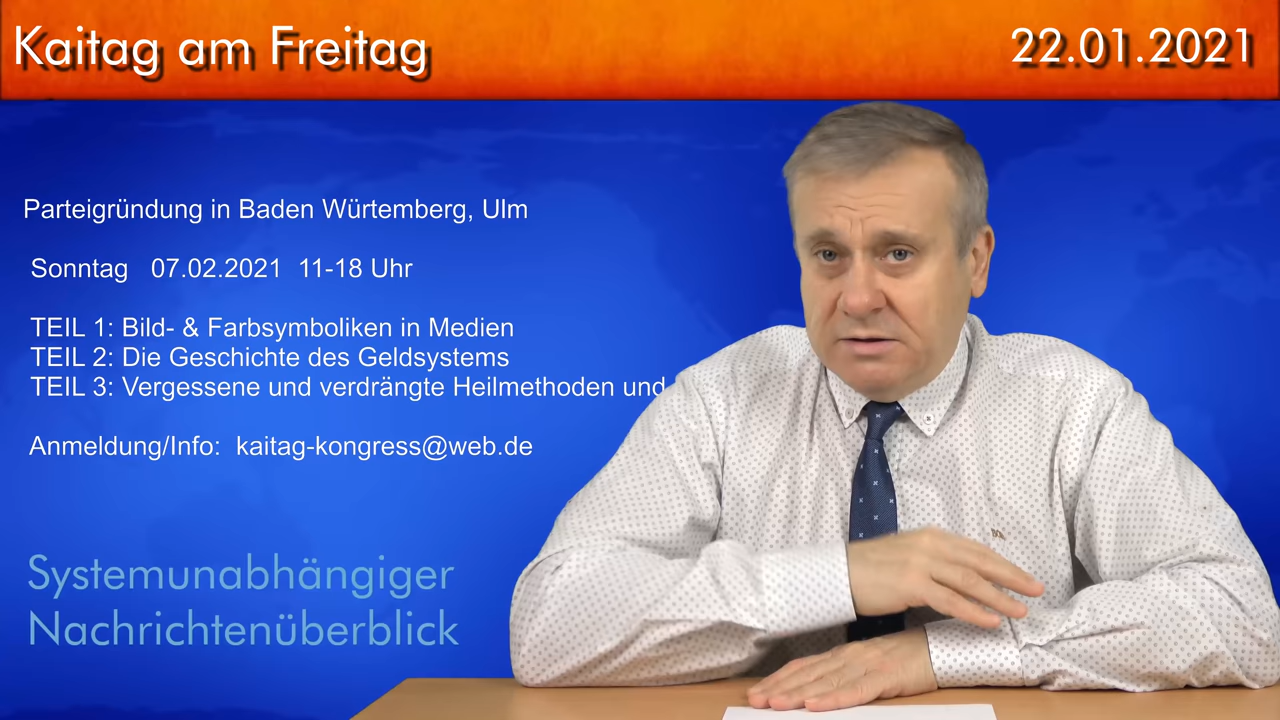 Kaitag am Freitag
22.01.2021
Parteigründung in Baden Würtemberg, Ulm
Sonntag 07.02.2021 11-18 Uhr
TEIL 1: Bild- & Farbsymboliken in Medien
TEIL 2: Die Geschichte des Geldsystems
TEIL 3: Vergessene und verdrängte Heilmethoden und
Anmeldung/Info: kaitag-kongress@web.de
Systemunabhängiger
Nachrichtenüberblick